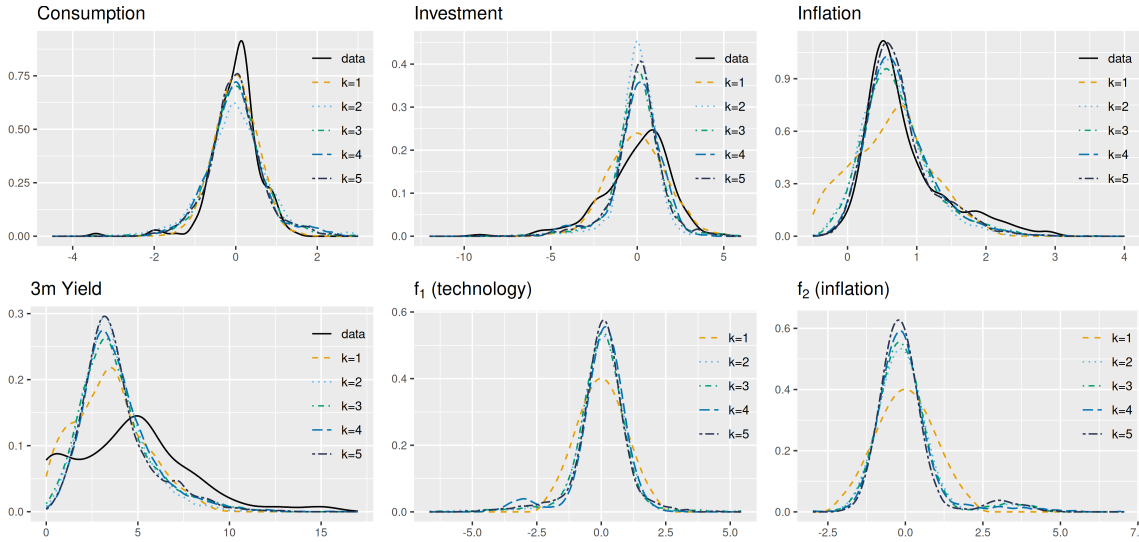 Consumption
0.75
0.50
0.25
0.00
-4
-2
0
2
data
k=1
k=2
k=3
k=4
k=5
Investment
0.4
0.3
0.2
0.1
0.0
-10
-5
0
5
data
k=1
k=2
k=3
k=4
k=5
Inflation
0.9
0.6
0.3
0.0
0
1
2
3
4
data
k=1
k=2
k=3
k=4
k=5
3m Yield
0.3
0.2
0.1
0.0
0
5
10
15
data
k=1
k=2
k=3
k=4
k=5
f₁ (technology)
0.6
0.4
0.2
0.0
-5.0
-2.5
0.0
2.5
5.0
k=1
k=2
k=3
k=4
k=5
f₂ (inflation)
0.6
0.4
0.2
0.0
-2.5
0.0
2.5
5.0
7.
k=1
k=2
k=3
k=4
k=5